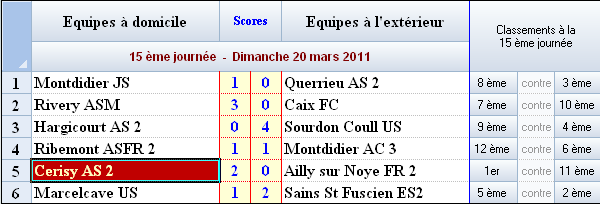 Equipes à domicile Scores Equipes à l'extérieur Classements à la
15 ème journée
15 ème journée - Dimanche 20 mars 2011
1 Montdidier JS 1 0 Querrieu AS 2 8 ème contre 3 ème
2 Rivery ASM 3 0 Caix FC 7 ème contre 10 ème
3 Hargicourt AS 2 0 4 Sourdon Coull US 9 ème contre 4 ème
4 Ribemont ASFR 2 1 1 Montdidier AC 3 12 ème contre 6 ème
5 Cerisy AS 2 2 0 Ailly sur Noye FR 2 1er contre 11 ème
6 Marcelcave US 1 2 Sains St Fuscien ES2 5 ème contre 2 ème